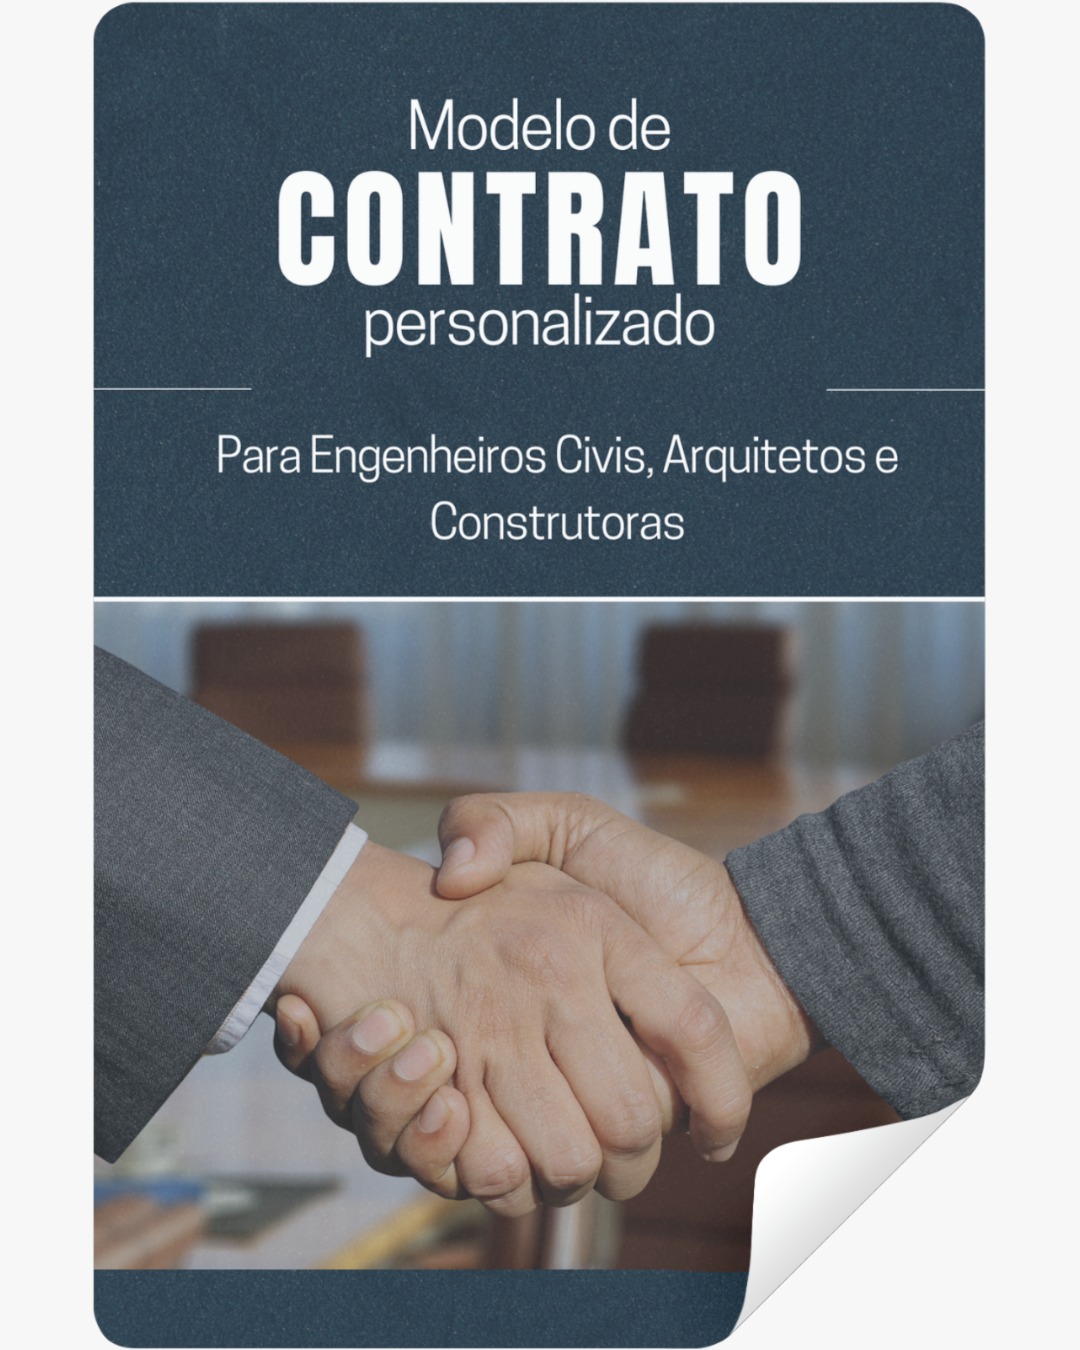 Modelo de
CONTRATO
personalizado
Para Engenheiros Civis, Arquitetos e
Construtoras